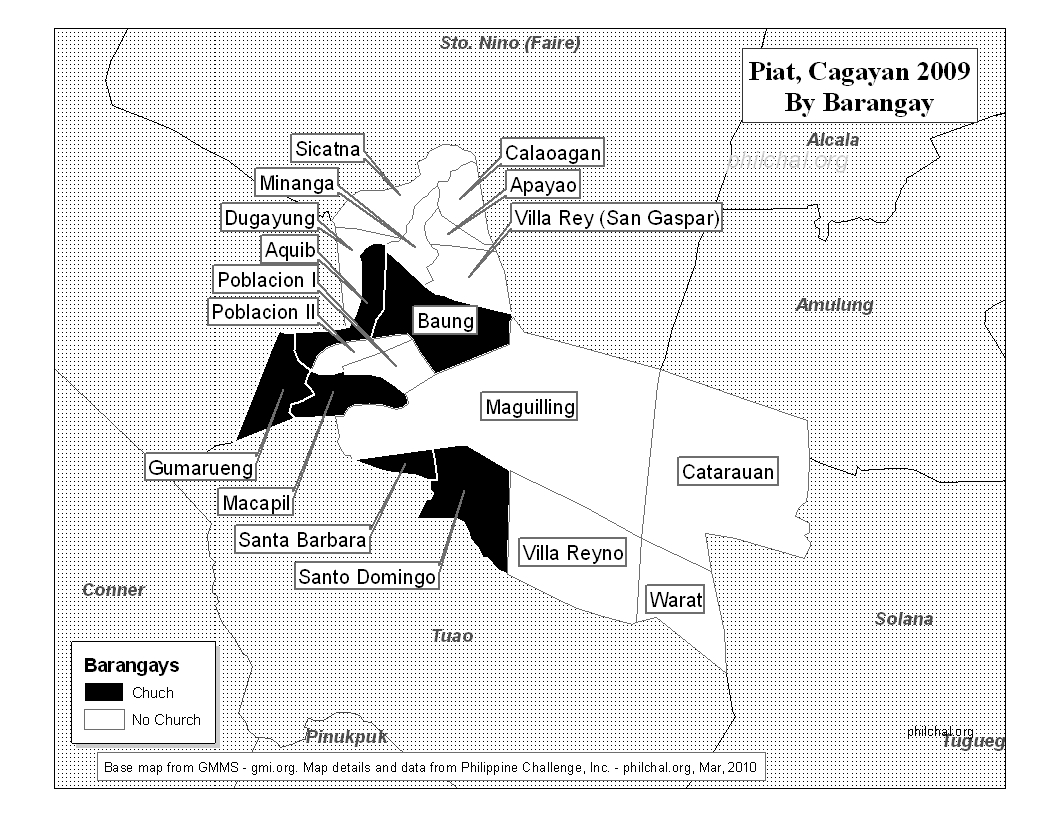 Sto. Nino (Faire)
Piat, Cagayan 2009
By Barangay
Alcala
philchal.org
Sicatna
Calaoagan
Minanga
Apayao
Dugayung
Villa Rey (San Gaspar)
Aquib
Poblacion I
Poblacion II
Amulung
Baung
Maguilling
Gumarueng
Catarauan
Macapil
Santa Barbara
Villa Reyno
Santo Domingo
Conner
Warat
Solana
Tuao
Barangays
Chuch
No Church
Pinukpuk
philchal.org
Tugueg
Base map from GMMS - gmi.org. Map details and data from Philippine Challenge, Inc. - philchal.org, Mar, 2010